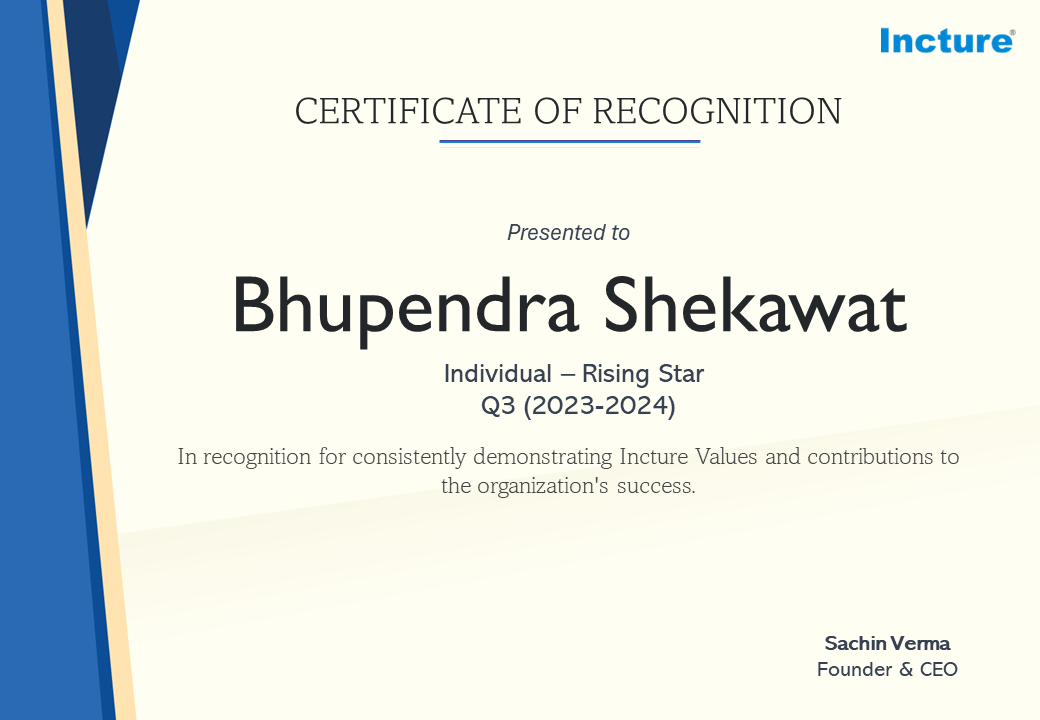 Incture®
CERTIFICATE OF RECOGNITION
Presented to
Bhupendra Shekawat
Individual – Rising Star
Q3 (2023-2024)
In recognition for consistently demonstrating Incture Values and contributions to
the organization's success.
Sachin Verma
Founder & CEO